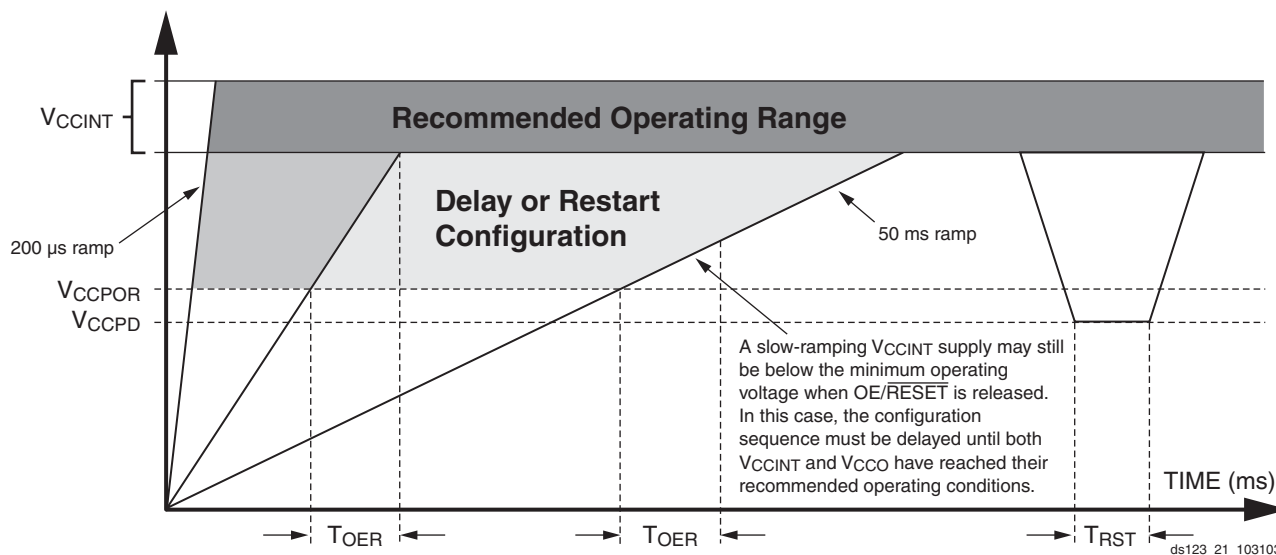 VCCINT
Recommended Operating Range
Delay or Restart
Configuration
200 µs ramp
50 ms ramp
VCCPOR
VCCPD
A slow-ramping VCCINT supply may still
be below the minimum operating
voltage when OE/RESET is released.
In this case, the configuration
sequence must be delayed until both
VCCINT and VCCO have reached their
recommended operating conditions.
TIME (ms)
TOER
TOER
TRST
ds123_21_103103